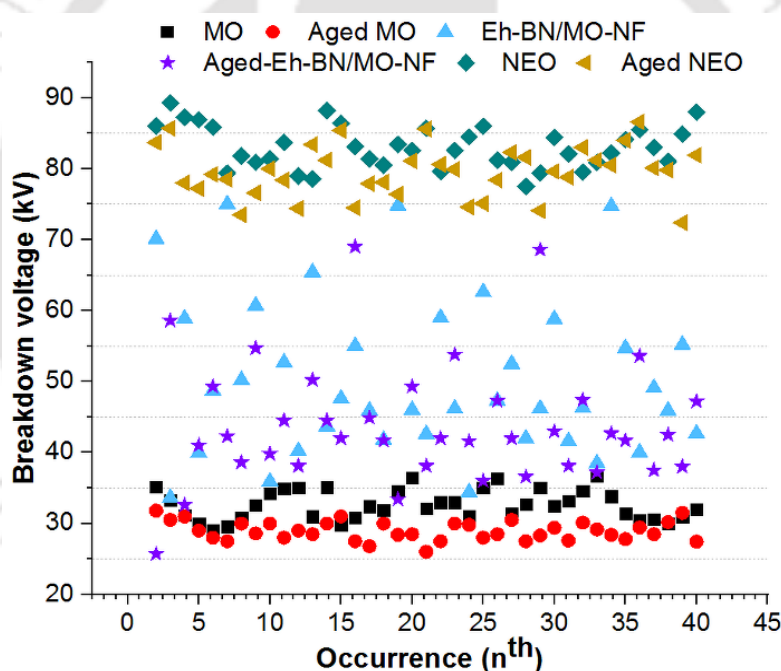 MO Aged MO Eh-BN/MO-NF
Aged-Eh-BN/MO-NF NEO Aged NEO
Breakdown voltage (kV)
90
80
70
60
50
40
30
20
0 5 10 15 20 25 30 35 40 45
Occurrence (nth)